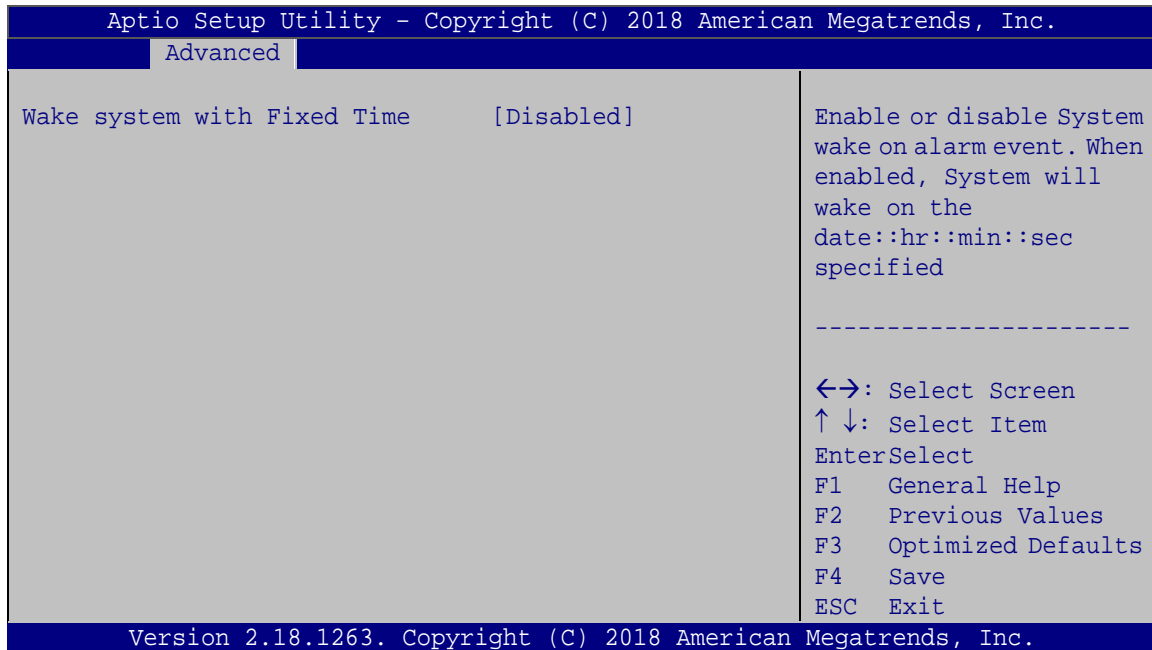 Aptio Setup Utility – Copyright (C) 2018 American Megatrends, Inc.
Advanced
Wake system with Fixed Time [Disabled]
Enable or disable System
wake on alarm event. When
enabled, System will
wake on the
date::hr::min::sec
specified
----------------------
←→: Select Screen
↑ ↓: Select Item
EnterSelect
F1 General Help
F2 Previous Values
F3 Optimized Defaults
F4 Save
ESC Exit
Version 2.18.1263. Copyright (C) 2018 American Megatrends, Inc.